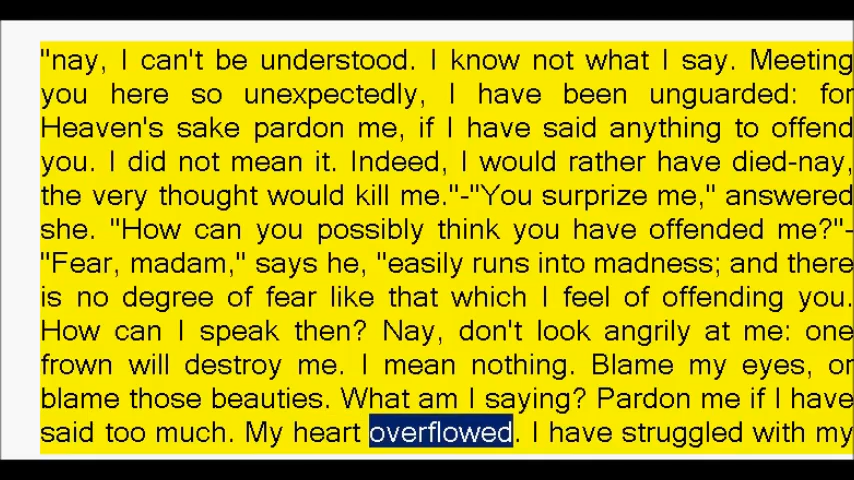 "nay, I can't be understood. I know not what I say. Meeting
you here so unexpectedly, I have been unguarded: for
Heaven's sake pardon me, if I have said anything to offend
you. I did not mean it. Indeed, I would rather have died-nay,
the very thought would kill me."-"You surprize me," answered
she. "How can you possibly think you have offended me?"-
"Fear, madam," says he, "easily runs into madness; and there
is no degree of fear like that which I feel of offending you.
How can I speak then? Nay, don't look angrily at me: one
frown will destroy me. I mean nothing. Blame my eyes, or
blame those beauties. What am I saying? Pardon me if I have
said too much. My heart overflowed. I have struggled with my